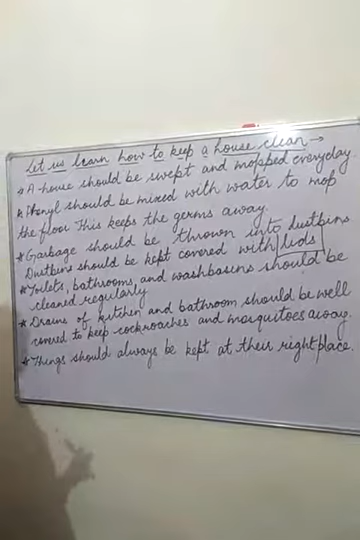 Let us learn how to keep a house clean →
* A house should be swept and mopped everyday.
* Phenyl should be mixed with water to mop
the floor This keeps the germs away.
* Garbage should be thrown into dustbins
Dustbins should be kept covered with lids
* Toilets, bathrooms, and washbasins should be
cleaned regularly
* Drains of kitchen and bathroom should be well
covered to keep cockroaches and mosquitoes away.
* Things should always be kept at their right place.